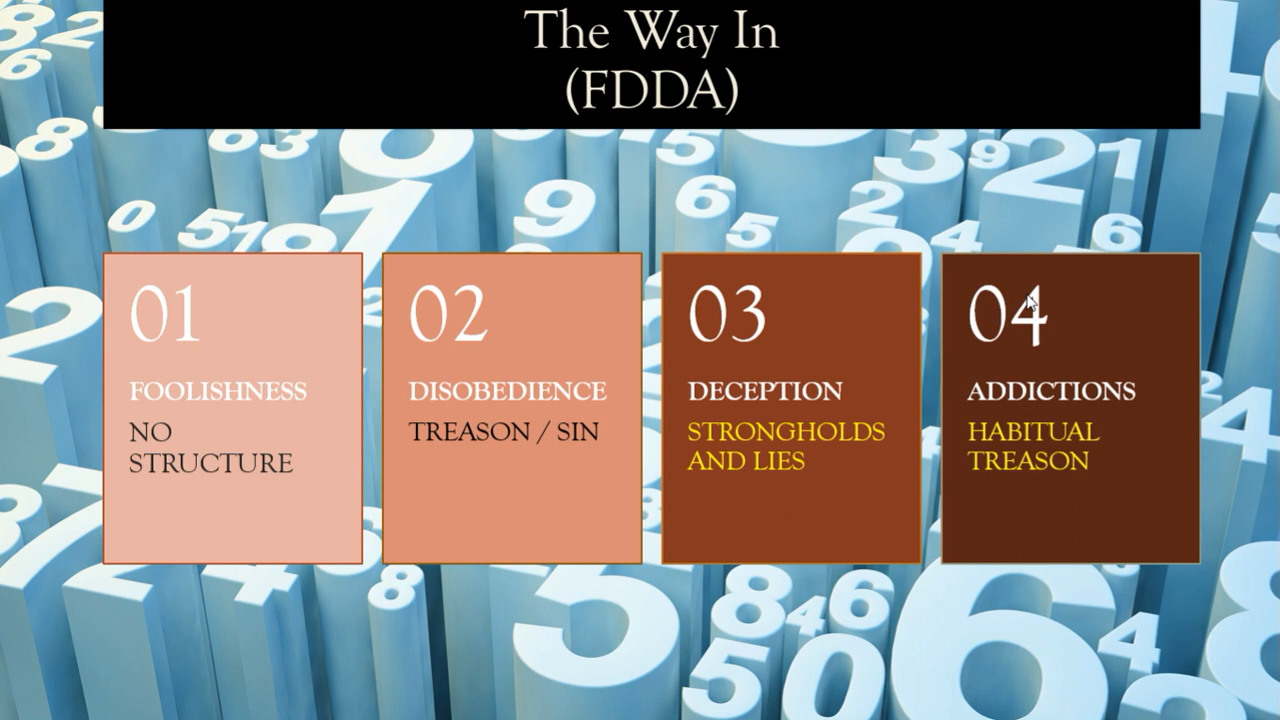 The Way In
(FDDA)
01
FOOLISHNESS
NO
STRUCTURE
02
DISOBEDIENCE
TREASON / SIN
03
DECEPTION
STRONGHOLDS
AND LIES
04
ADDICTIONS
HABITUAL
TREASON